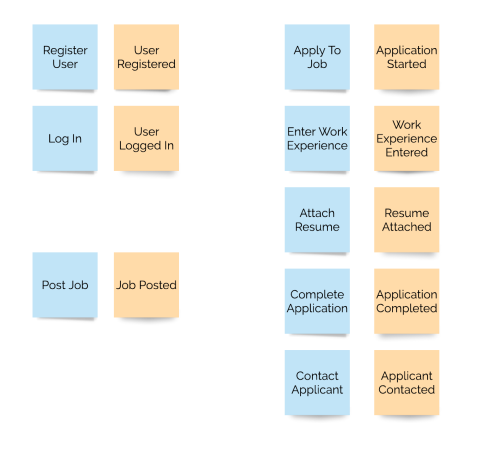 Register
User
User
Registered
Log In
User
Logged In
Post Job
Job Posted
Apply To
Job
Application
Started
Enter Work
Experience
Work
Experience
Entered
Attach
Resume
Resume
Attached
Complete
Application
Application
Completed
Contact
Applicant
Applicant
Contacted